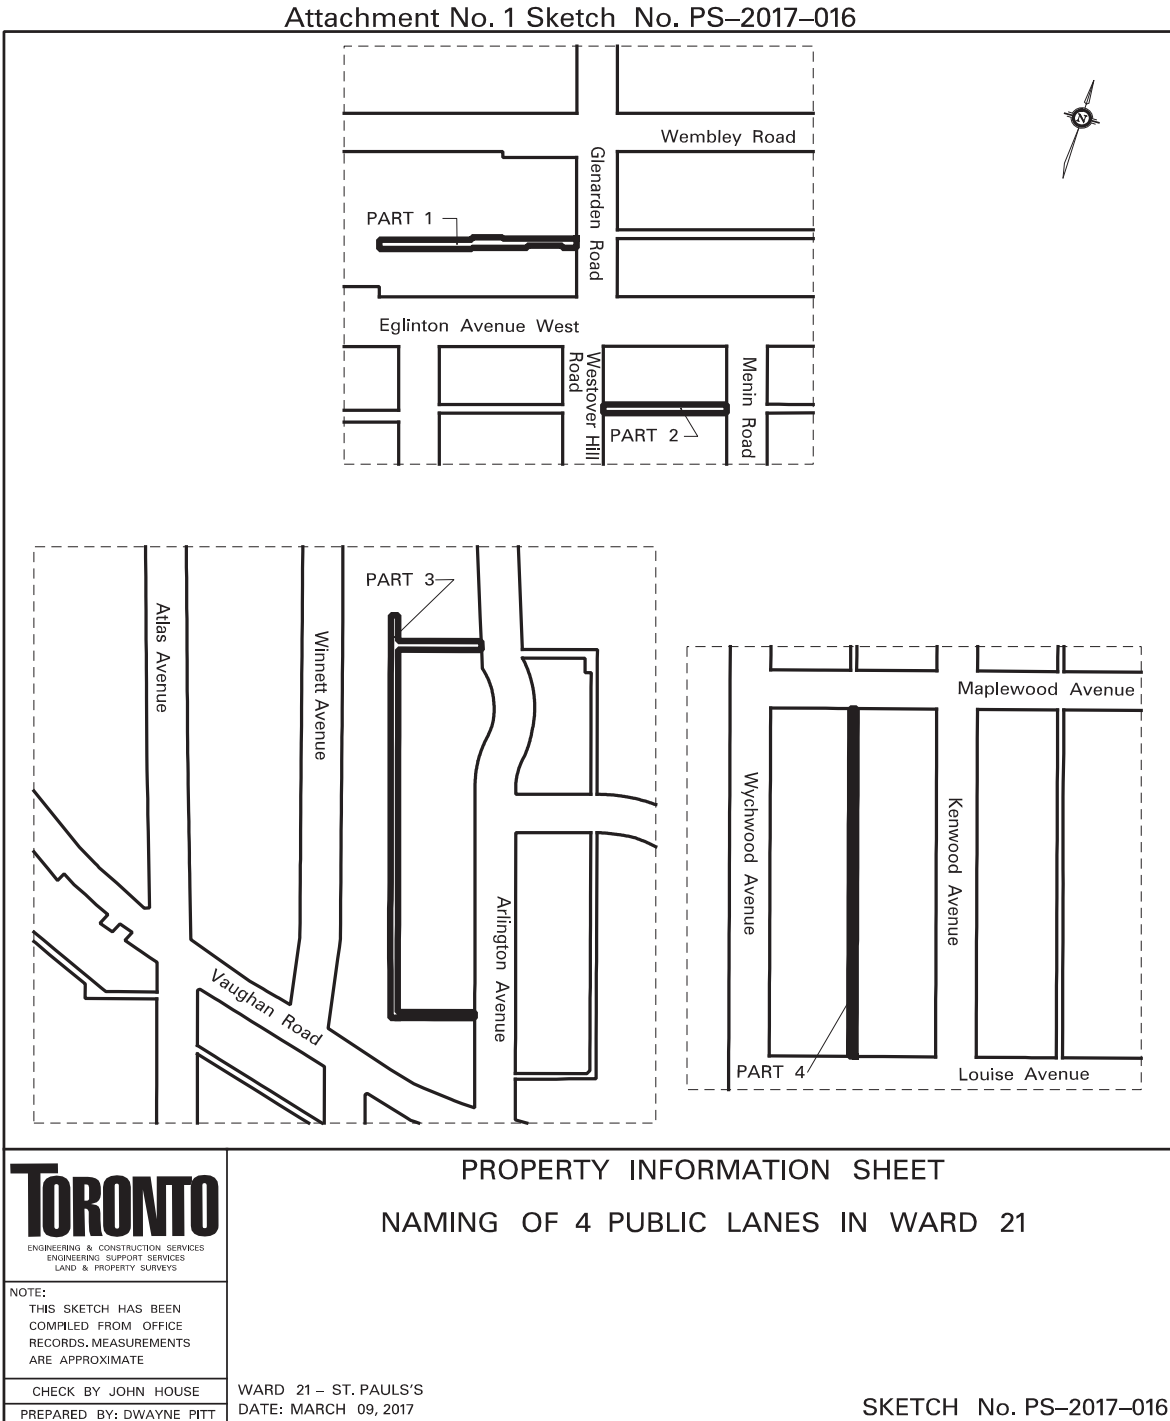 Attachment No. 1 Sketch No. PS–2017–016
N
Wembley Road
Glenarden Road
PART 1
Eglinton Avenue West
Westover Hill
Road
Menin Road
PART 2
PART 3
Atlas Avenue
Winnett Avenue
Arlington Avenue
Vaughan Road
Maplewood Avenue
Wychwood Avenue
Kenwood Avenue
PART 4
Louise Avenue
TORONTO
ENGINEERING & CONSTRUCTION SERVICES
ENGINEERING SUPPORT SERVICES
LAND & PROPERTY SURVEYS
PROPERTY INFORMATION SHEET
NAMING OF 4 PUBLIC LANES IN WARD 21
NOTE:
THIS SKETCH HAS BEEN
COMPILED FROM OFFICE
RECORDS. MEASUREMENTS
ARE APPROXIMATE
CHECK BY JOHN HOUSE
PREPARED BY: DWAYNE PITT
WARD 21 – ST. PAULS'S
DATE: MARCH 09, 2017
SKETCH No. PS–2017–016